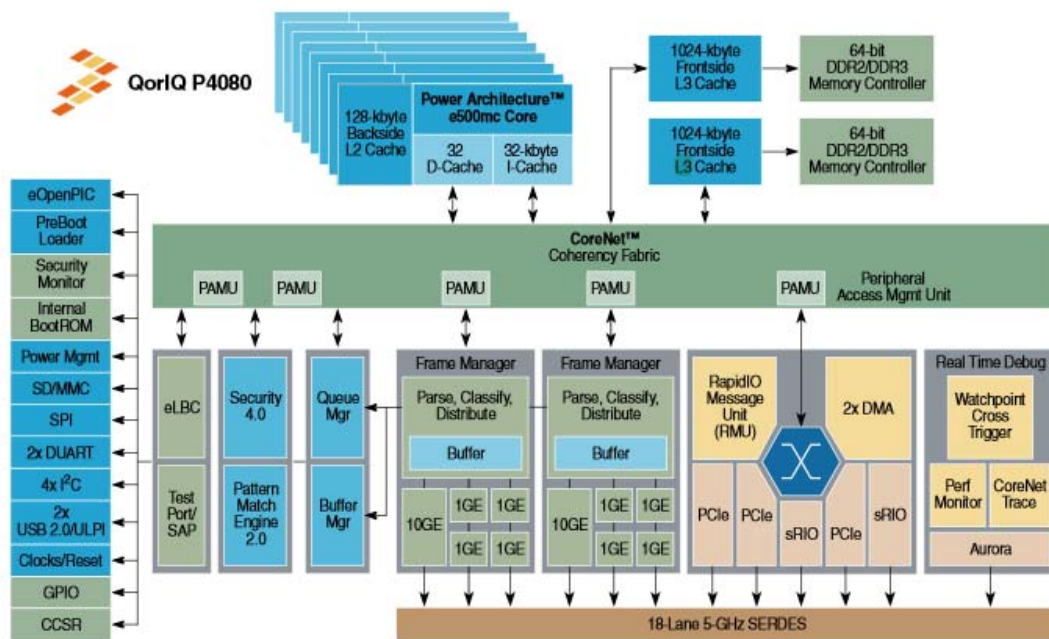 QorIQ P4080
128-kbyte
Backside
L2 Cache
Power Architecture™
e500mc Core
32
D-Cache
32-kbyte
I-Cache
1024-kbyte
Frontside
L3 Cache
64-bit
DDR2/DDR3
Memory Controller
1024-kbyte
Frontside
L3 Cache
64-bit
DDR2/DDR3
Memory Controller
eOpenPIC
PreBoot
Loader
Security
Monitor
Internal
BootROM
Power Mgmt
SD/MMC
SPI
2x DUART
4x I²C
2x
USB 2.0/ULPI
Clocks/Reset
GPIO
CCSR
CoreNet™
Coherency Fabric
PAMU
PAMU
PAMU
PAMU
PAMU
Peripheral
Access Mgmt Unit
eLBC
Test
Port/
SAP
Security
4.0
Pattern
Match
Engine
2.0
Queue
Mgr
Buffer
Mgr
Frame Manager
Parse, Classify,
Distribute
Buffer
10GE
1GE
1GE
1GE
1GE
Frame Manager
Parse, Classify,
Distribute
Buffer
10GE
1GE
1GE
1GE
1GE
RapidIO
Message
Unit
(RMU)
2x DMA
PCIe
PCIe
sRIO
PCIe
sRIO
Real Time Debug
Watchpoint
Cross
Trigger
Perf
Monitor
CoreNet
Trace
Aurora
18-Lane 5-GHz SERDES